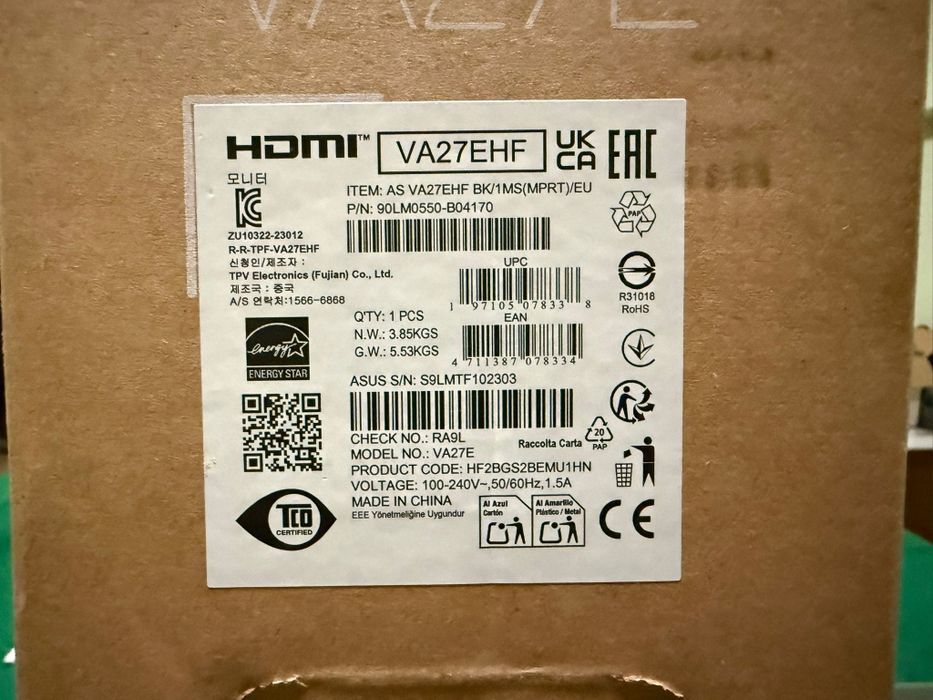 VA27E
HDMI™
VA27EHF
UK
CA
EAC
모니터
ZU10322-23012
R-R-TPF-VA27EHF
신청인/제조자 :
TPV Electronics (Fujian) Co., Ltd.
제조국 : 중국
A/S 연락처:1566-6868
ITEM: AS VA27EHF BK/1MS(MPRT)/EU
P/N: 90LM0550-B04170
UPC
1 97105 07833 8
EAN
4 711387 078334
Q'TY: 1 PCS
N.W.: 3.85KGS
G.W.: 5.53KGS
PAP
R31018
RoHS
energy
ENERGY STAR
ASUS S/N: S9LMTF102303
CHECK NO.: RA9L
MODEL NO.: VA27E
PRODUCT CODE: HF2BGS2BEMU1HN
VOLTAGE: 100-240V~,50/60Hz,1.5A
MADE IN CHINA
EEE Yönetmeliğine Uygundur
Raccolta Carta
20
PAP
TCO
CERTIFIED
Al Azul
Cartón
Al Amarillo
Plástico / Metal
CE